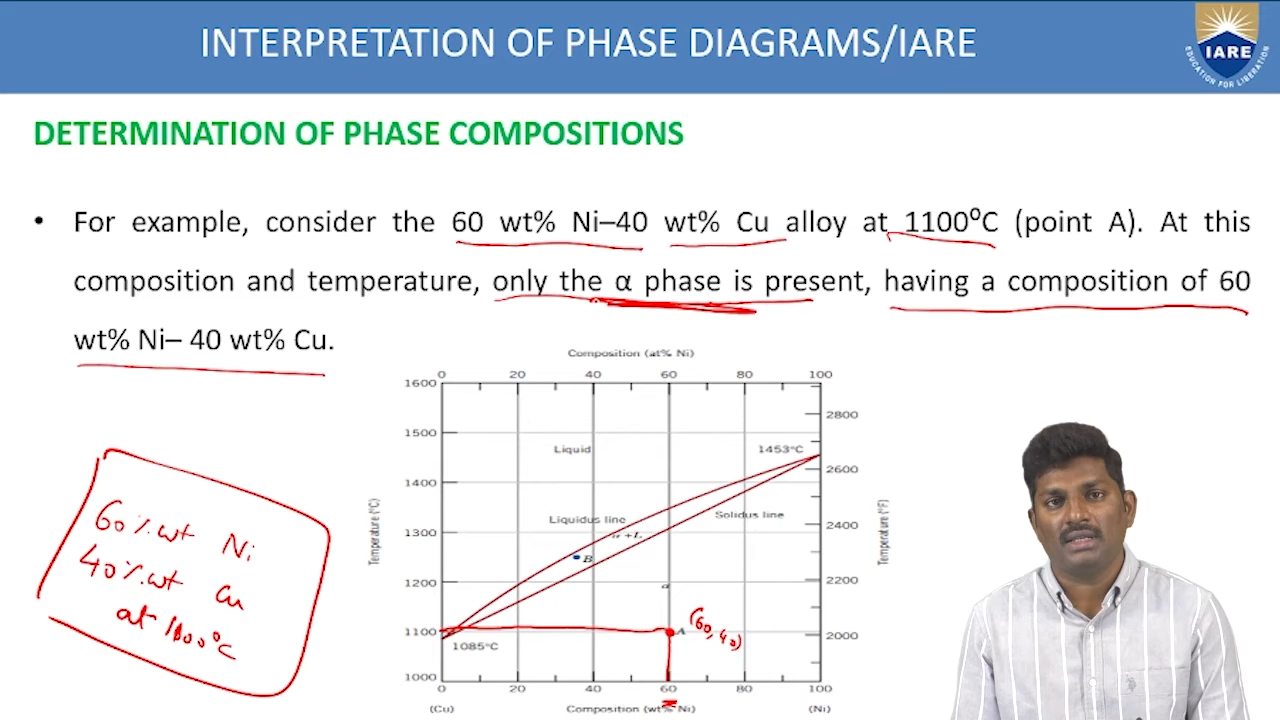 INTERPRETATION OF PHASE DIAGRAMS/IARE
IARE
EDUCATION FOR LIBERATION
DETERMINATION OF PHASE COMPOSITIONS
• For example, consider the 60 wt% Ni–40 wt% Cu alloy at 1100⁰C (point A). At this
composition and temperature, only the α phase is present, having a composition of 60
wt% Ni– 40 wt% Cu.
Composition (at% Ni)
0 20 40 60 80 100
1600
2800
1500
Liquid 1453°C
2600
1400
Liquidus line Solidus line
2400
1300
α +L
B
1200 α 2200
1100 A (60,40) 2000
1085°C
1000
0 20 40 60 80 100
(Cu) Composition (wt% Ni) (Ni)
Temperature (°C)
Temperature (°F)
60%wt Ni
40%wt Cu
at 1100°C